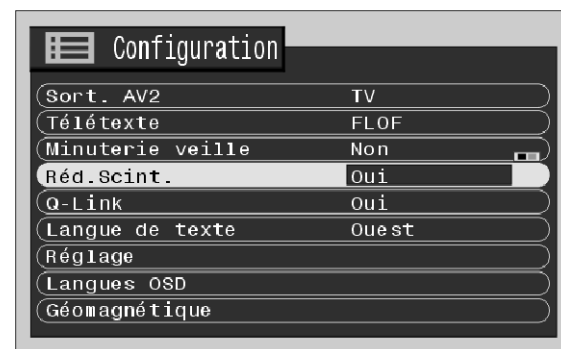 Configuration
Sort. AV2 TV
Télétexte FLOF
Minuterie veille Non
Réd.Scint. Oui
Q-Link Oui
Langue de texte Ouest
Réglage
Langues OSD
Géomagnétique